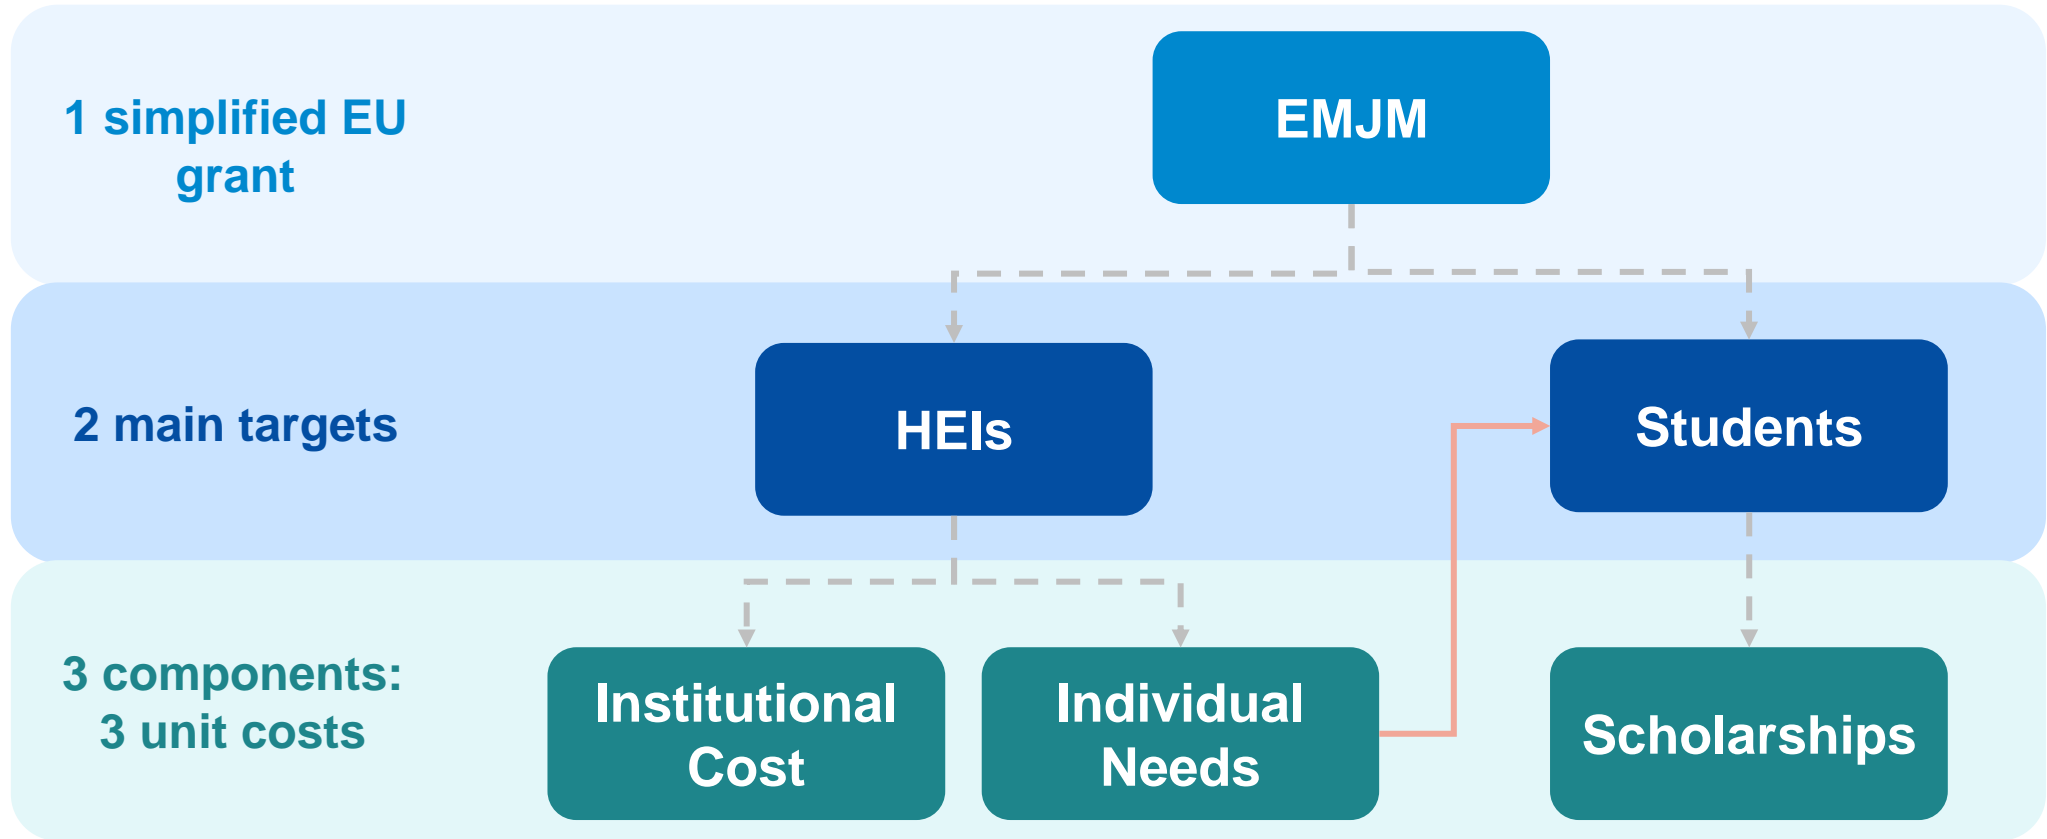 1 simplified EU
grant
EMJM
2 main targets
HEIs
Students
3 components:
3 unit costs
Institutional
Cost
Individual
Needs
Scholarships